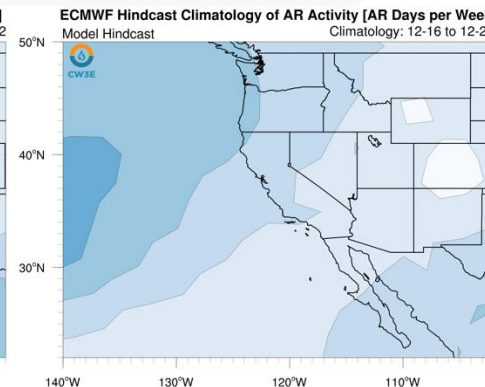 ECMWF Hindcast Climatology of AR Activity [AR Days per Wee
Model Hindcast
Climatology: 12-16 to 12-2
CW3E
50°N
40°N
30°N
140°W
130°W
120°W
110°W